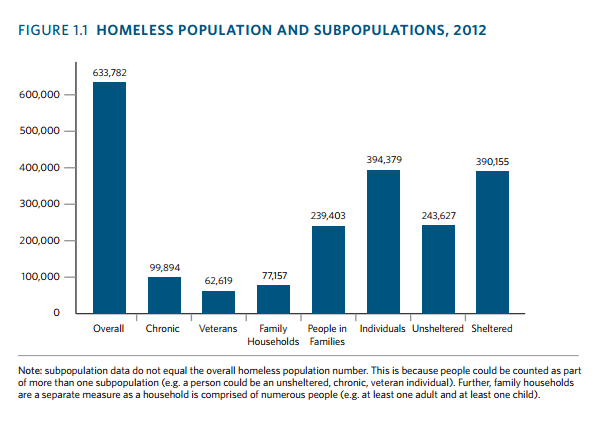 FIGURE 1.1 HOMELESS POPULATION AND SUBPOPULATIONS, 2012
633,782
600,000
500,000
400,000
300,000
200,000
100,000
0
99,894
62,619
77,157
239,403
394,379
243,627
390,155
Overall
Chronic
Veterans
Family
Households
People in
Families
Individuals
Unsheltered
Sheltered
Note: subpopulation data do not equal the overall homeless population number. This is because people could be counted as part
of more than one subpopulation (e.g. a person could be an unsheltered, chronic, veteran individual). Further, family households
are a separate measure as a household is comprised of numerous people (e.g. at least one adult and at least one child).